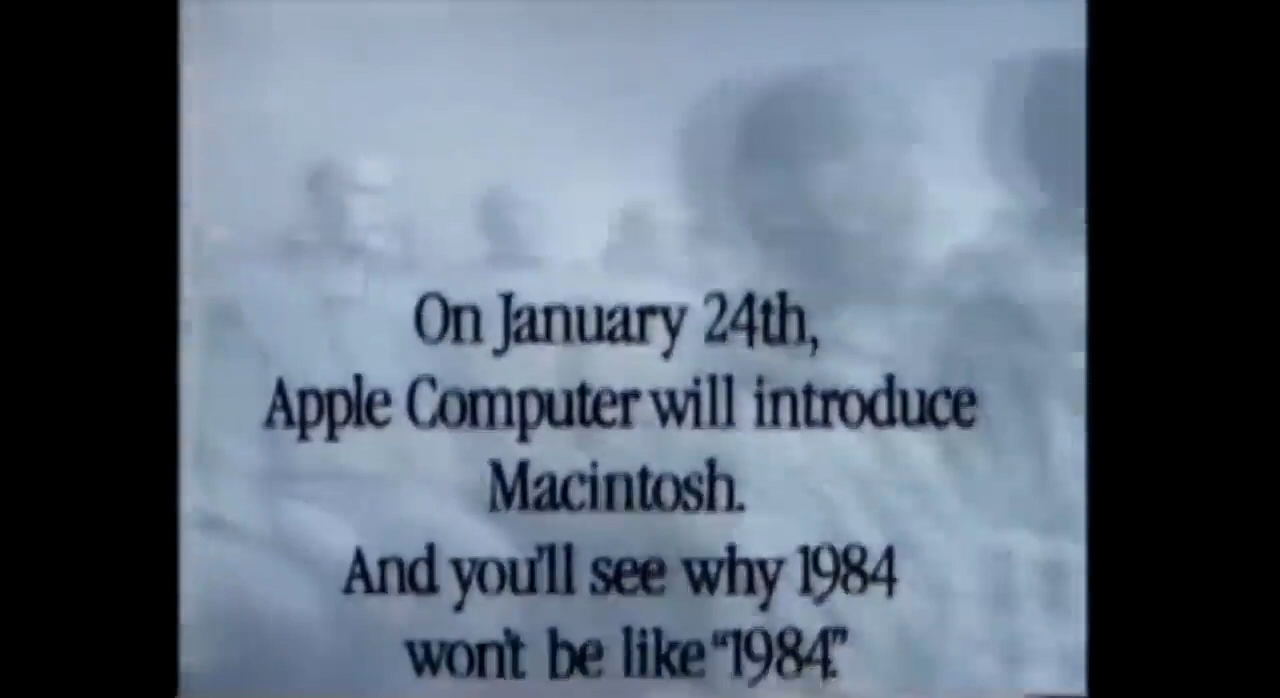 On January 24th,
Apple Computer will introduce
Macintosh.
And you'll see why 1984
won't be like “1984.”